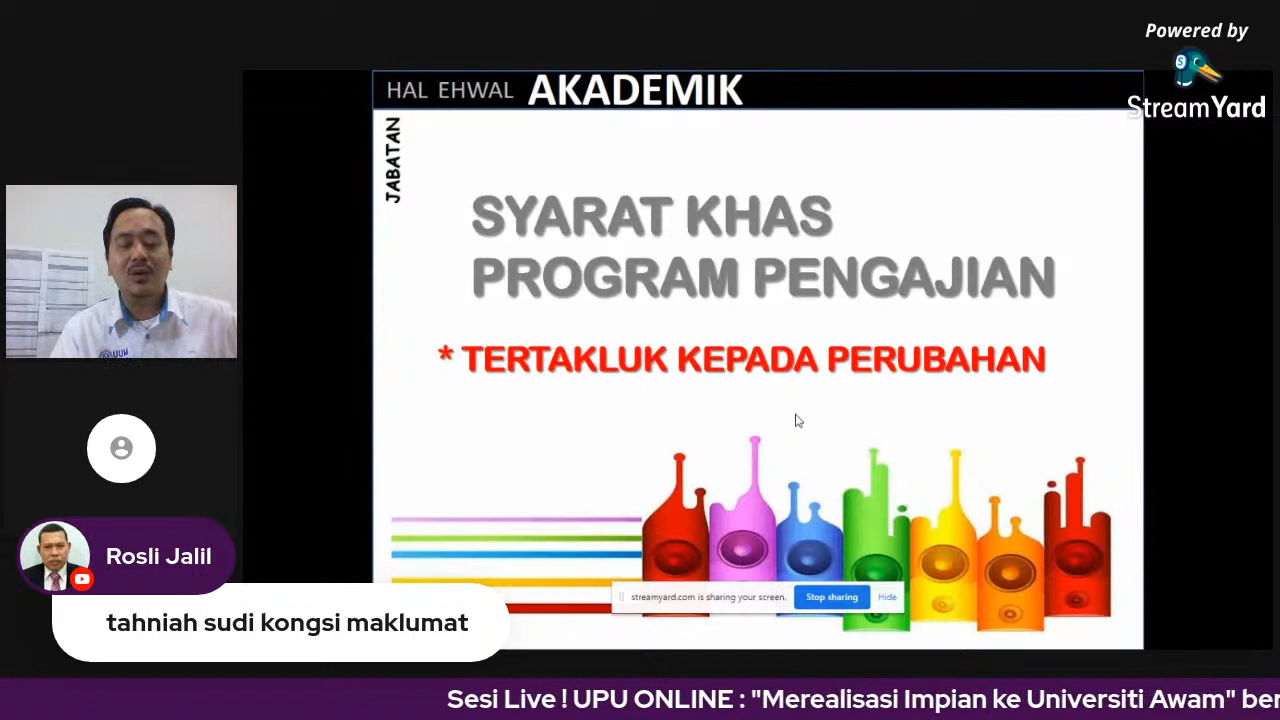 Powered by
StreamYard
HAL EHWAL AKADEMIK
JABATAN
SYARAT KHAS
PROGRAM PENGAJIAN
* TERTAKLUK KEPADA PERUBAHAN
UUM
streamyard.com is sharing your screen.
Stop sharing
Hide
Rosli Jalil
tahniah sudi kongsi maklumat
Sesi Live ! UPU ONLINE : "Merealisasi Impian ke Universiti Awam" ber